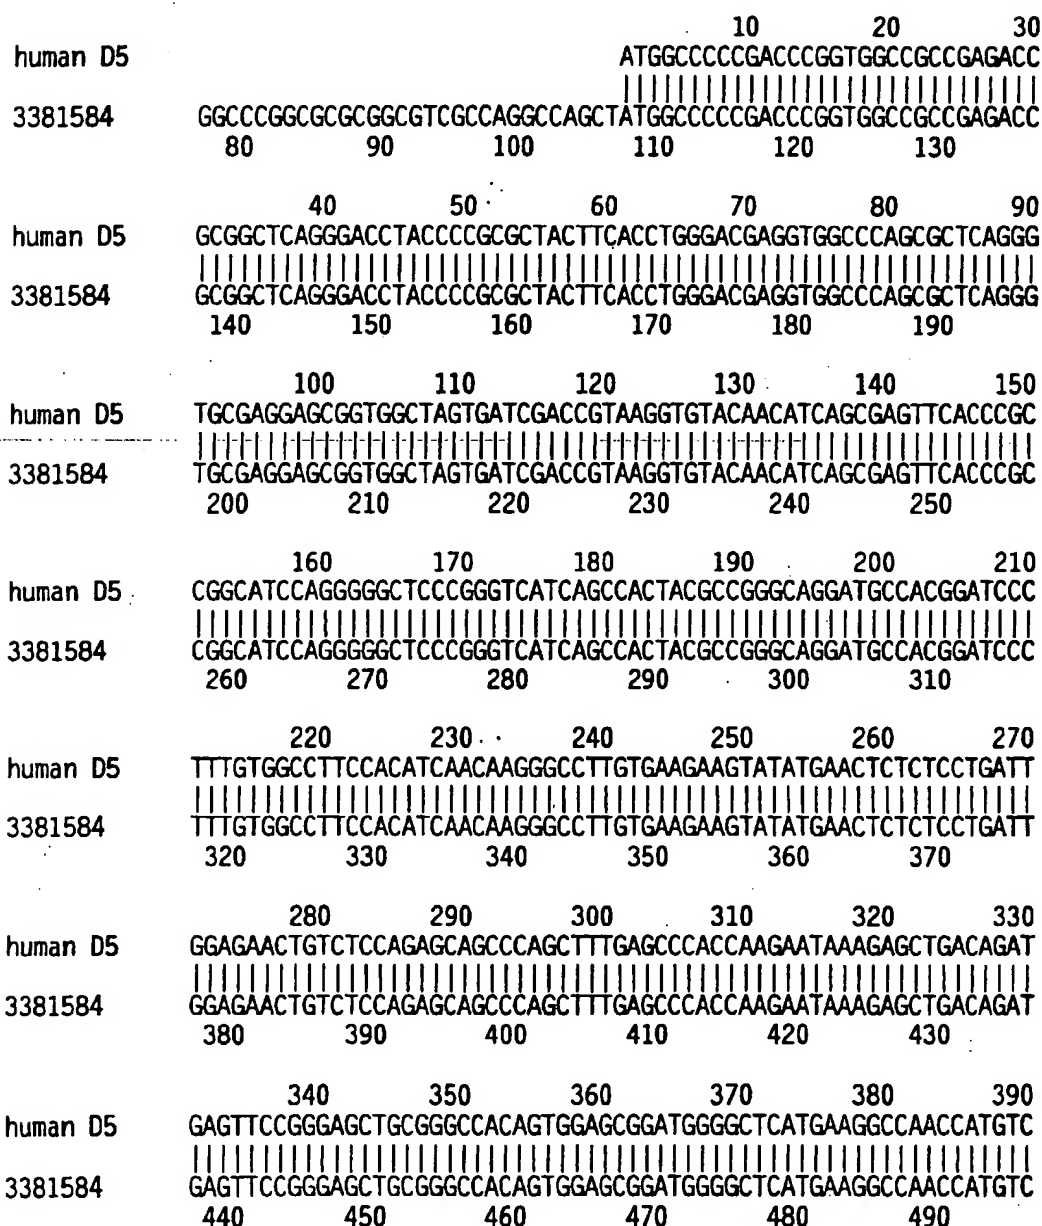 10 20 30
human D5 ATGGCCCCCGACCCGGTGGCCGCCGAGACC
3381584 GGCCCGGCGCGCGGCGTCGCCAGGCCAGCTATGGCCCCCGACCCGGTGGCCGCCGAGACC
80 90 100 110 120 130
40 50 60 70 80 90
human D5 GCGGCTCAGGGACCTACCCCGCGCTACTTCACCTGGGACGAGGTGGCCCAGCGCTCAGGG
3381584 GCGGCTCAGGGACCTACCCCGCGCTACTTCACCTGGGACGAGGTGGCCCAGCGCTCAGGG
140 150 160 170 180 190
100 110 120 130 140 150
human D5 TGCGAGGAGCGGTGGCTAGTGATCGACCGTAAGGTGTACAACATCAGCGAGTTCACCCGC
3381584 TGCGAGGAGCGGTGGCTAGTGATCGACCGTAAGGTGTACAACATCAGCGAGTTCACCCGC
200 210 220 230 240 250
160 170 180 190 200 210
human D5 CGGCATCCAGGGGGCTCCCGGGTCATCAGCCACTACGCCGGGCAGGATGCCACGGATCCC
3381584 CGGCATCCAGGGGGCTCCCGGGTCATCAGCCACTACGCCGGGCAGGATGCCACGGATCCC
260 270 280 290 300 310
220 230 240 250 260 270
human D5 TTTGTGGCCTTCCACATCAACAAGGGCCTTGTGAAGAAGTATATGAACTCTCTCCTGATT
3381584 TTTGTGGCCTTCCACATCAACAAGGGCCTTGTGAAGAAGTATATGAACTCTCTCCTGATT
320 330 340 350 360 370
280 290 300 310 320 330
human D5 GGAGAACTGTCTCCAGAGCAGCCCAGCTTTGAGCCCACCAAGAATAAAGAGCTGACAGAT
3381584 GGAGAACTGTCTCCAGAGCAGCCCAGCTTTGAGCCCACCAAGAATAAAGAGCTGACAGAT
380 390 400 410 420 430
340 350 360 370 380 390
human D5 GAGTTCCGGGAGCTGCGGGCCACAGTGGAGCGGATGGGGCTCATGAAGGCCAACCATGTC
3381584 GAGTTCCGGGAGCTGCGGGCCACAGTGGAGCGGATGGGGCTCATGAAGGCCAACCATGTC
440 450 460 470 480 490